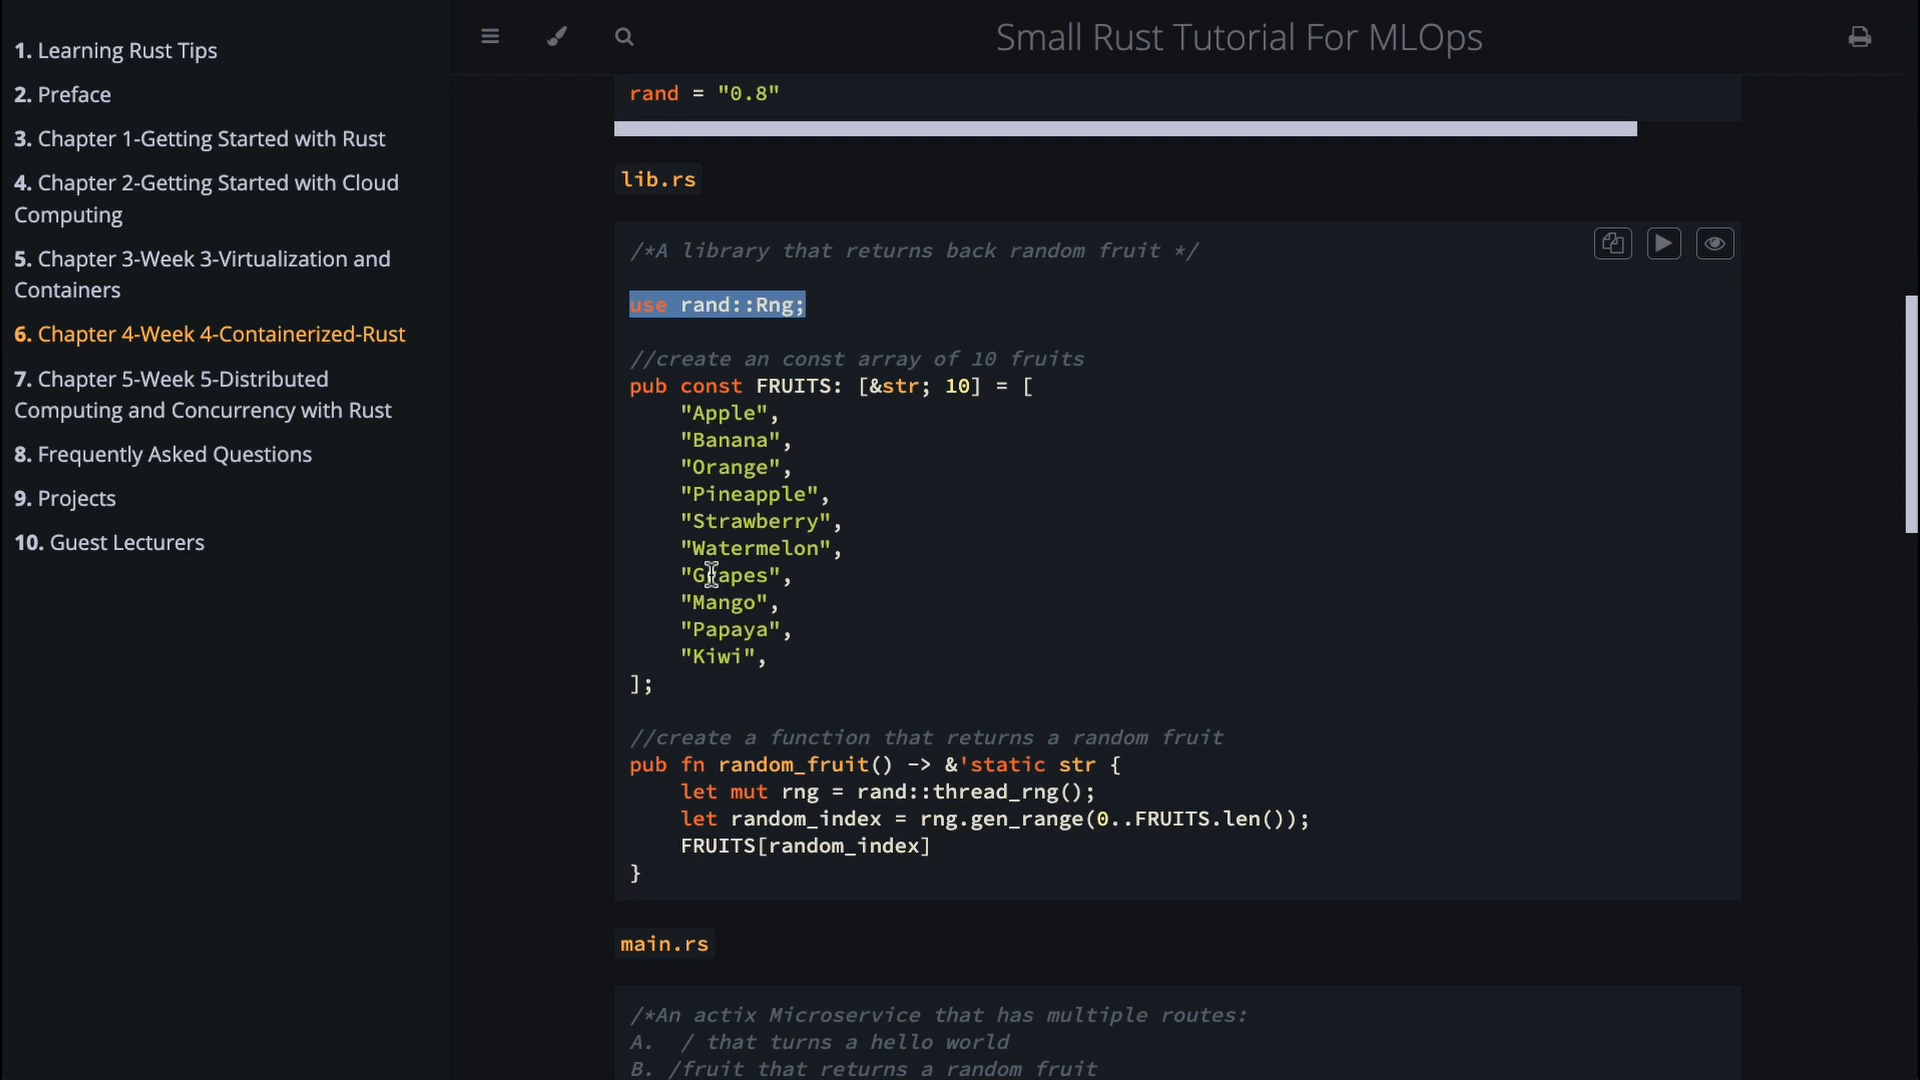 1. Learning Rust Tips
2. Preface
3. Chapter 1-Getting Started with Rust
4. Chapter 2-Getting Started with Cloud
Computing
5. Chapter 3-Week 3-Virtualization and
Containers
6. Chapter 4-Week 4-Containerized-Rust
7. Chapter 5-Week 5-Distributed
Computing and Concurrency with Rust
8. Frequently Asked Questions
9. Projects
10. Guest Lecturers
Small Rust Tutorial For MLOps
rand = "0.8"
lib.rs
/*A library that returns back random fruit */
use rand::Rng;
//create an const array of 10 fruits
pub const FRUITS: [&str; 10] = [
    "Apple",
    "Banana",
    "Orange",
    "Pineapple",
    "Strawberry",
    "Watermelon",
    "Grapes",
    "Mango",
    "Papaya",
    "Kiwi",
];
//create a function that returns a random fruit
pub fn random_fruit() -> &'static str {
    let mut rng = rand::thread_rng();
    let random_index = rng.gen_range(0..FRUITS.len());
    FRUITS[random_index]
}
main.rs
/*An actix Microservice that has multiple routes:
A.  / that turns a hello world
B. /fruit that returns a random fruit